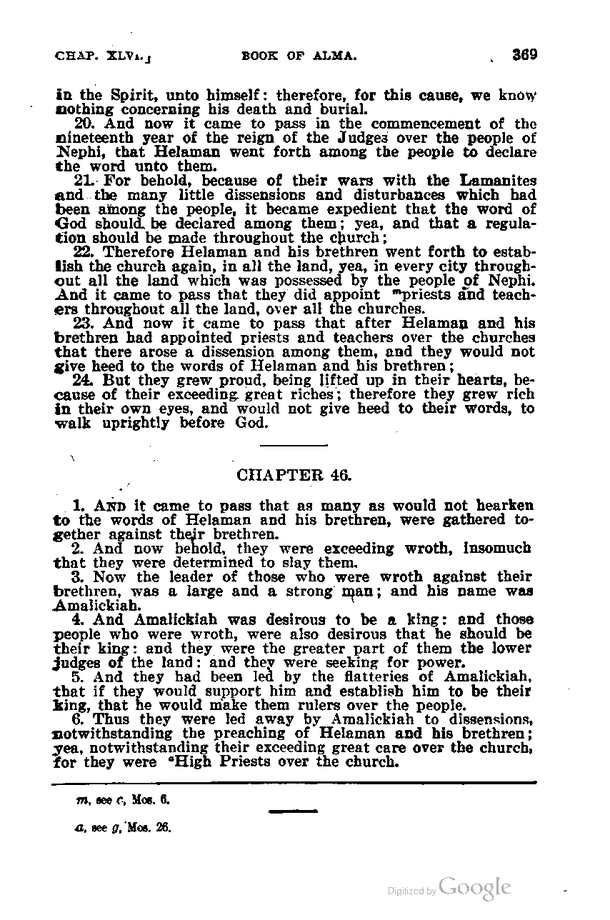 CHAP. XLVI.] BOOK OF ALMA. 369
in the Spirit, unto himself: therefore, for this cause, we know
nothing concerning his death and burial.
20. And now it came to pass in the commencement of the
nineteenth year of the reign of the Judges over the people of
Nephi, that Helaman went forth among the people to declare
the word unto them.
21. For behold, because of their wars with the Lamanites
and the many little dissensions and disturbances which had
been among the people, it became expedient that the word of
God should be declared among them; yea, and that a regula-
tion should be made throughout the church;
22. Therefore Helaman and his brethren went forth to estab-
lish the church again, in all the land, yea, in every city through-
out all the land which was possessed by the people of Nephi.
And it came to pass that they did appoint ᵐpriests and teach-
ers throughout all the land, over all the churches.
23. And now it came to pass that after Helaman and his
brethren had appointed priests and teachers over the churches
that there arose a dissension among them, and they would not
give heed to the words of Helaman and his brethren;
24. But they grew proud, being lifted up in their hearts, be-
cause of their exceeding great riches; therefore they grew rich
in their own eyes, and would not give heed to their words, to
walk uprightly before God.
CHAPTER 46.
1. AND it came to pass that as many as would not hearken
to the words of Helaman and his brethren, were gathered to-
gether against their brethren.
2. And now behold, they were exceeding wroth, insomuch
that they were determined to slay them.
3. Now the leader of those who were wroth against their
brethren, was a large and a strong man; and his name was
Amalickiah.
4. And Amalickiah was desirous to be a king: and those
people who were wroth, were also desirous that he should be
their king: and they were the greater part of them the lower
judges of the land: and they were seeking for power.
5. And they had been led by the flatteries of Amalickiah,
that if they would support him and establish him to be their
king, that he would make them rulers over the people.
6. Thus they were led away by Amalickiah to dissensions,
notwithstanding the preaching of Helaman and his brethren;
yea, notwithstanding their exceeding great care over the church,
for they were ᵃHigh Priests over the church.
m, see c, Mos. 6.
a, see g, Mos. 26.
Digitized by Google